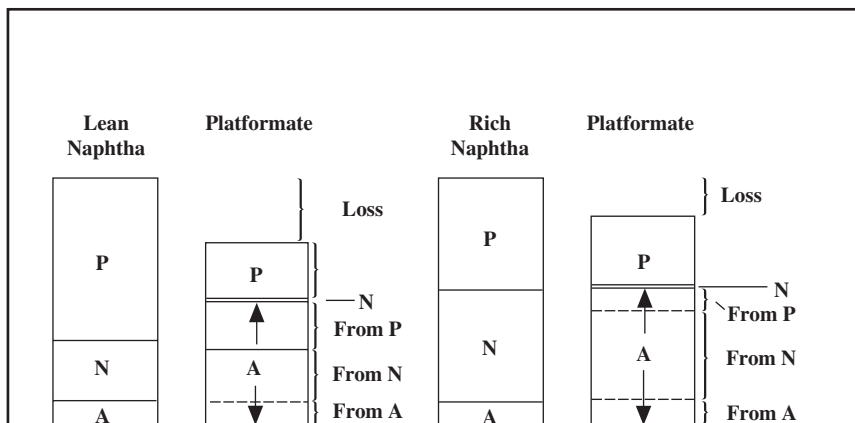 Lean
Naphtha
Platformate
Rich
Naphtha
Platformate
Loss
Loss
P
P
P
P
N
N
From P
From P
N
A
From N
N
A
From N
A
From A
A
From A